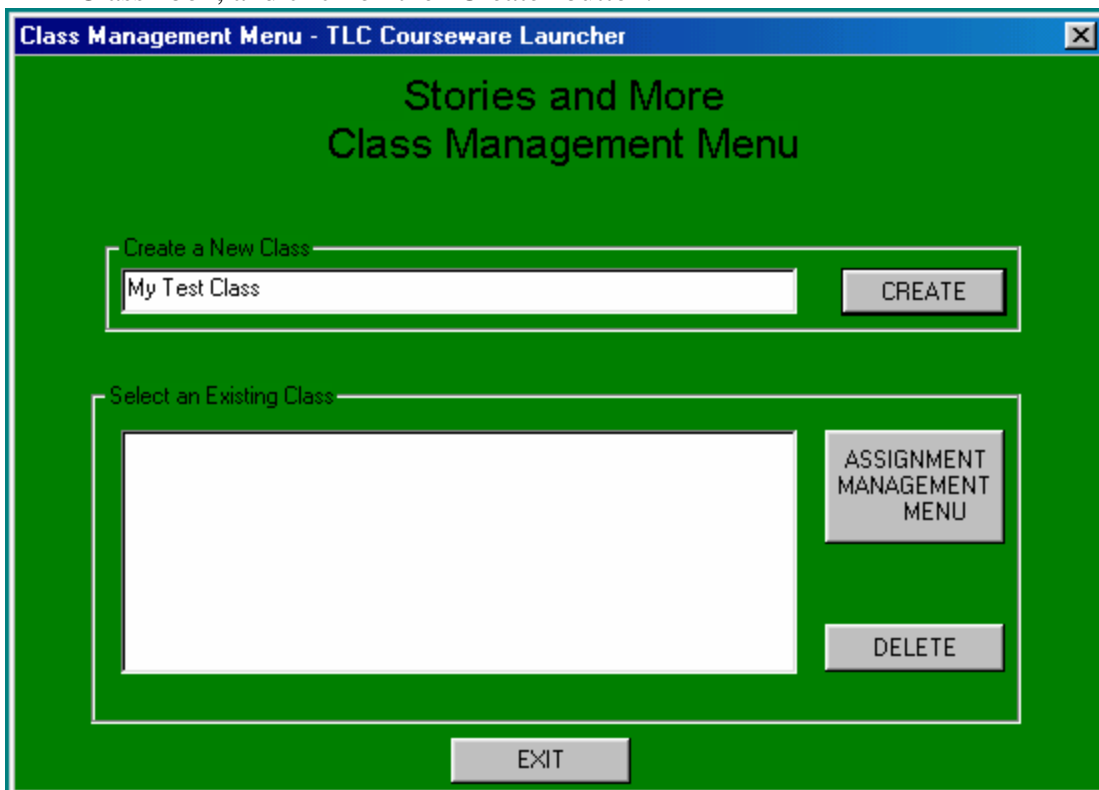 Class Management Menu - TLC Courseware Launcher
Stories and More
Class Management Menu
Create a New Class
My Test Class
CREATE
Select an Existing Class
ASSIGNMENT
MANAGEMENT
MENU
DELETE
EXIT